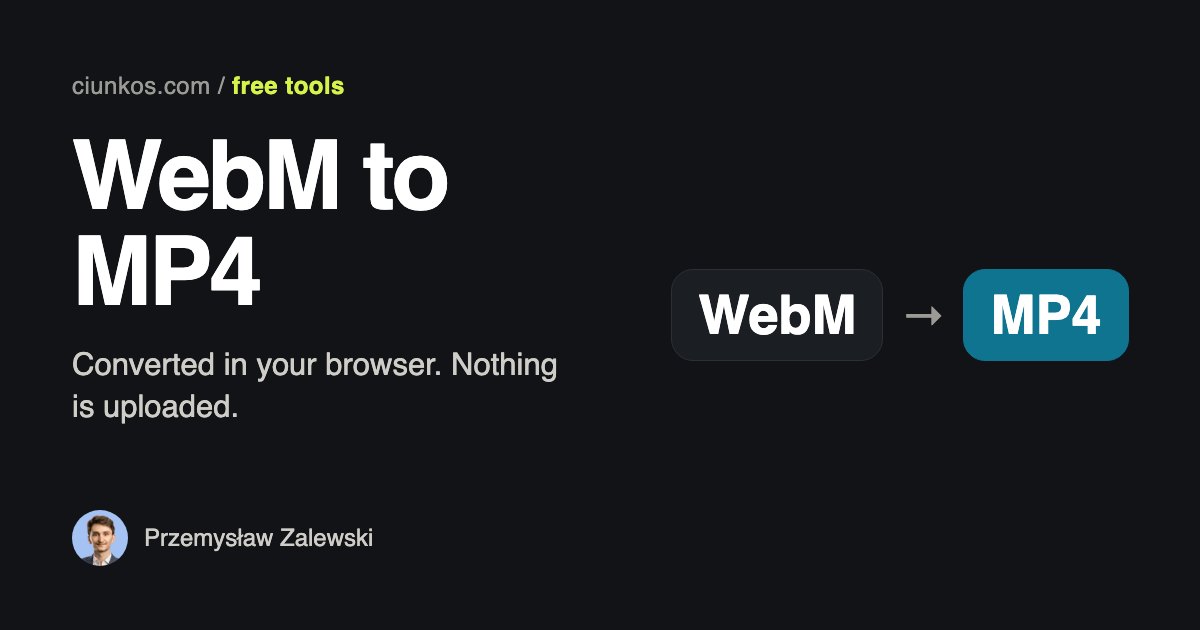 ciunkos.com / free tools
WebM to
MP4
Converted in your browser. Nothing
is uploaded.
WebM → MP4
Przemysław Zalewski